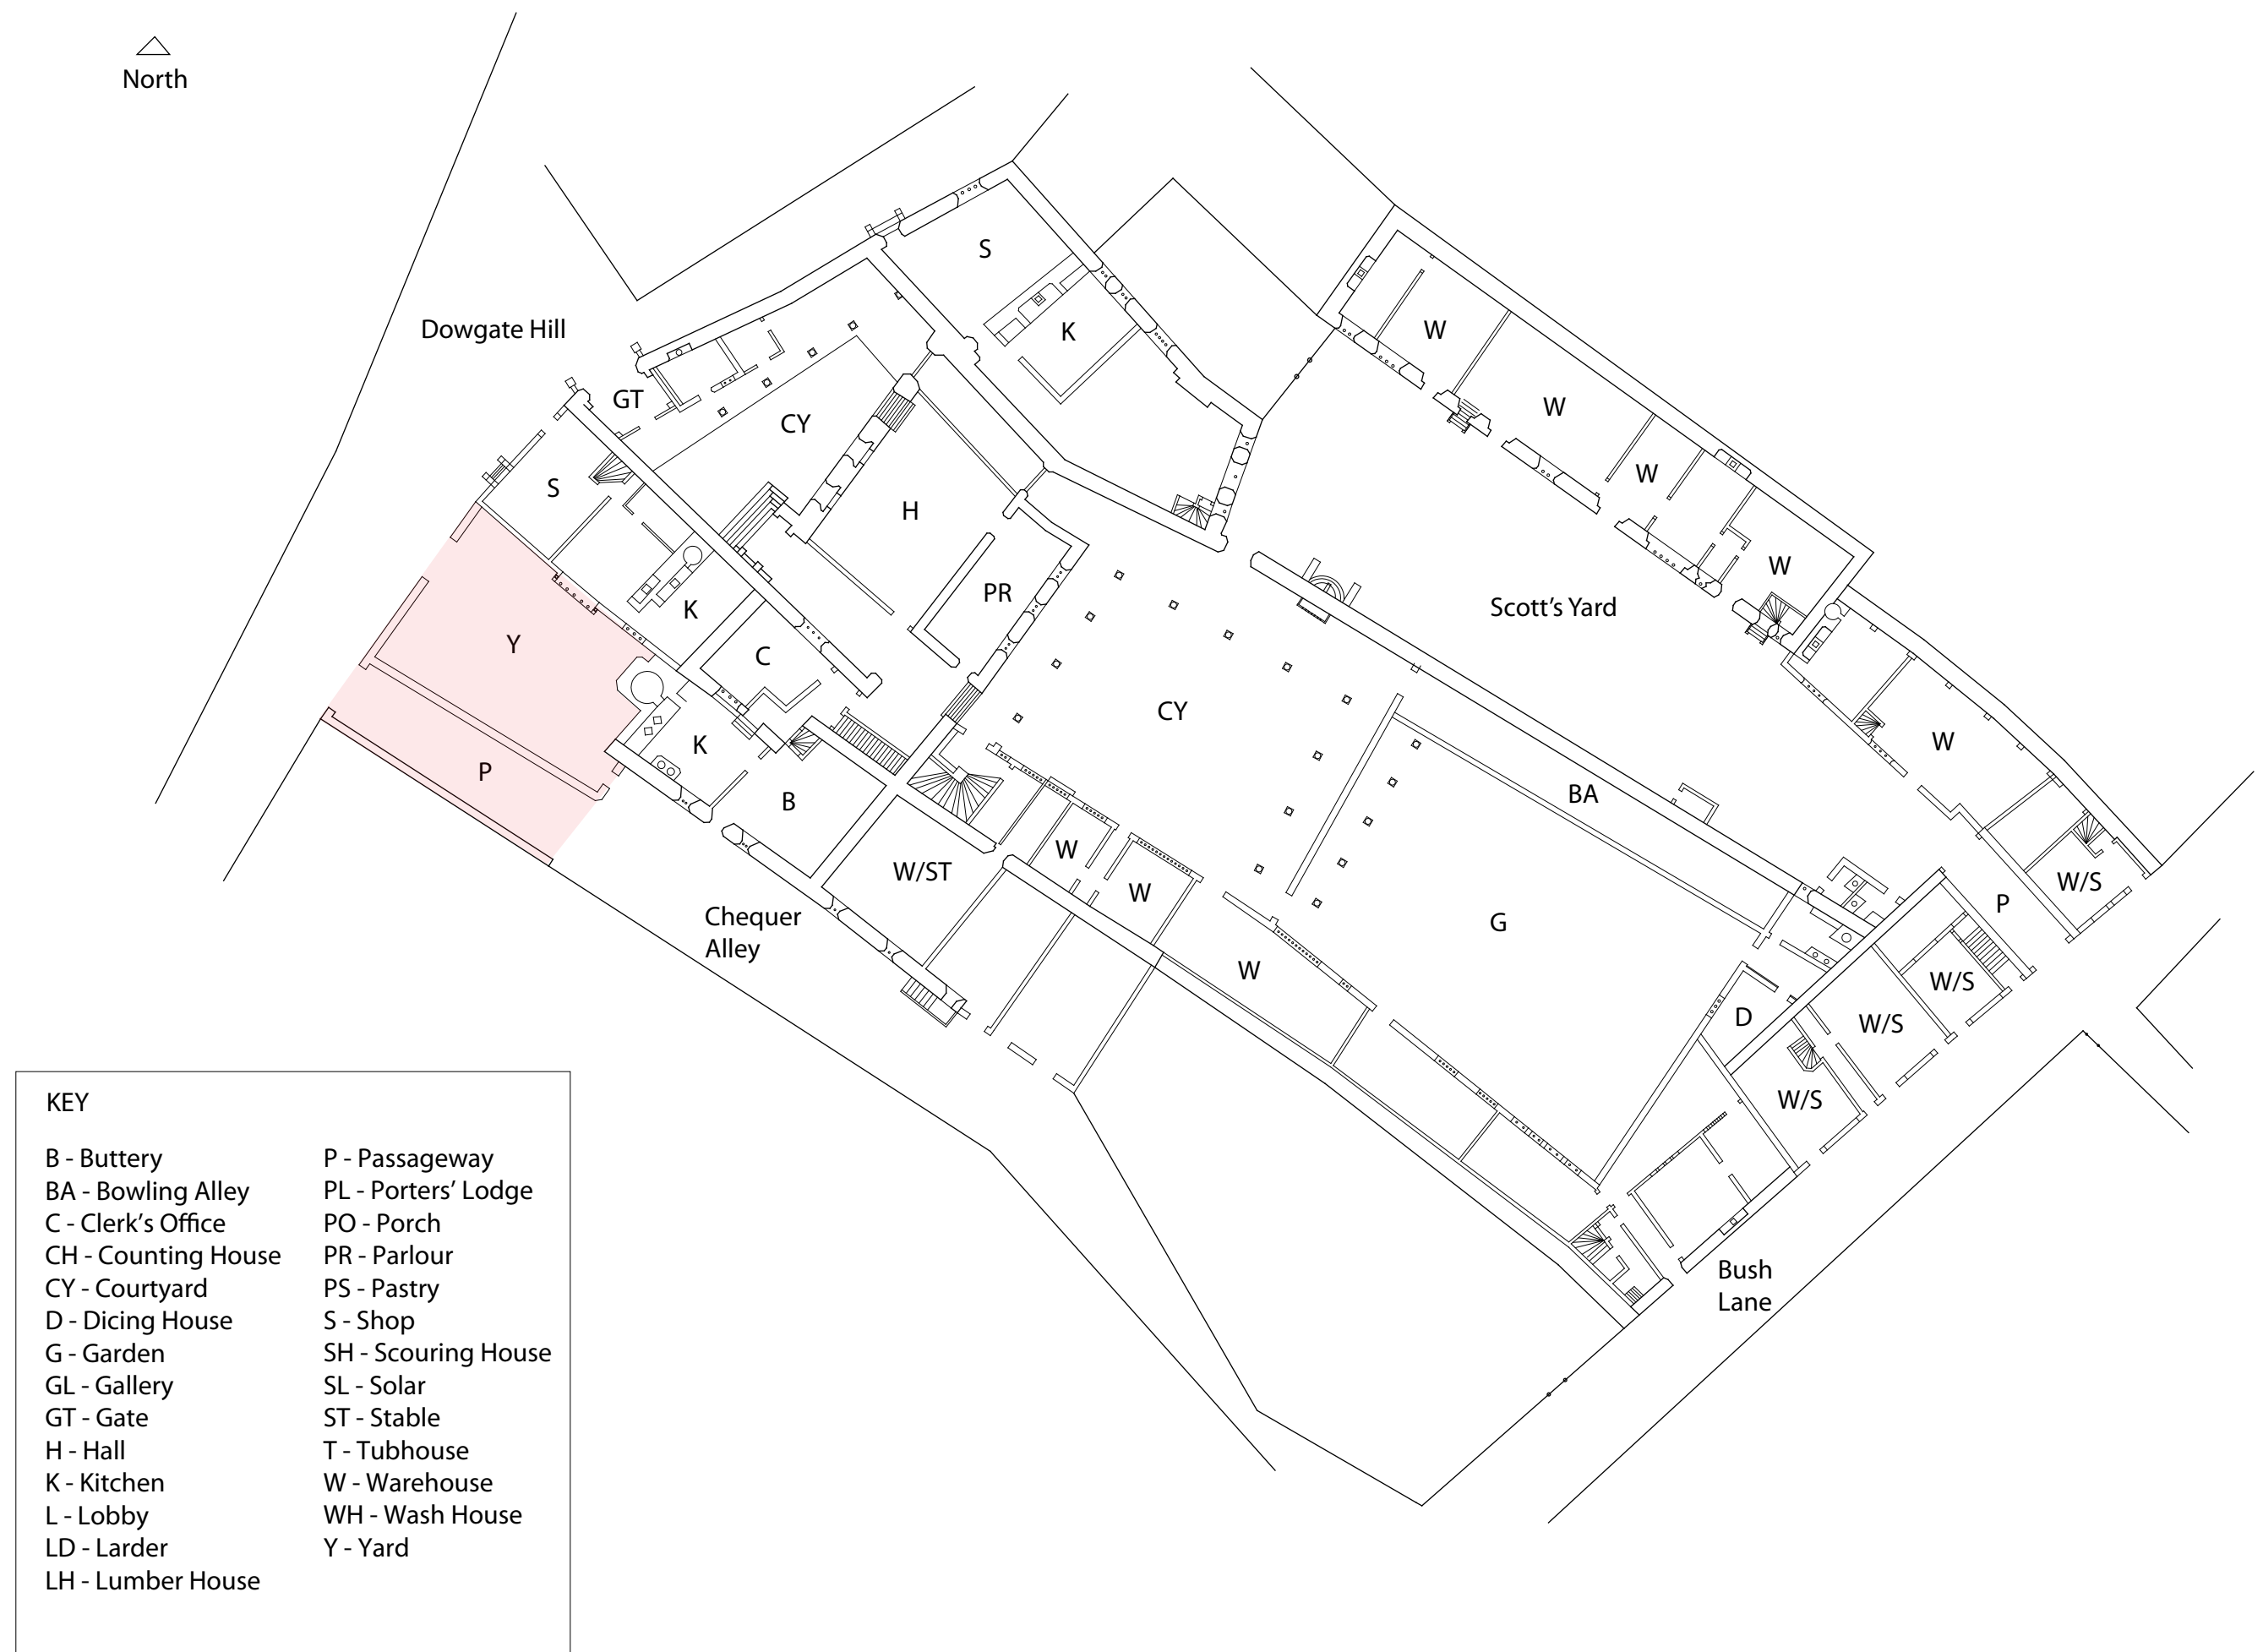 North
S
Dowgate Hill
K
W
GT
CY
W
S
H
W
W
K
PR
Scott's Yard
Y
C
CY
K
W
P
B
BA
W/ST
W
W
W/S
P
Chequer
Alley
G
W
W/S
D
W/S
W/S
Bush
Lane
KEY
B - Buttery
BA - Bowling Alley
C - Clerk's Office
CH - Counting House
CY - Courtyard
D - Dicing House
G - Garden
GL - Gallery
GT - Gate
H - Hall
K - Kitchen
L - Lobby
LD - Larder
LH - Lumber House
P - Passageway
PL - Porters' Lodge
PO - Porch
PR - Parlour
PS - Pastry
S - Shop
SH - Scouring House
SL - Solar
ST - Stable
T - Tubhouse
W - Warehouse
WH - Wash House
Y - Yard